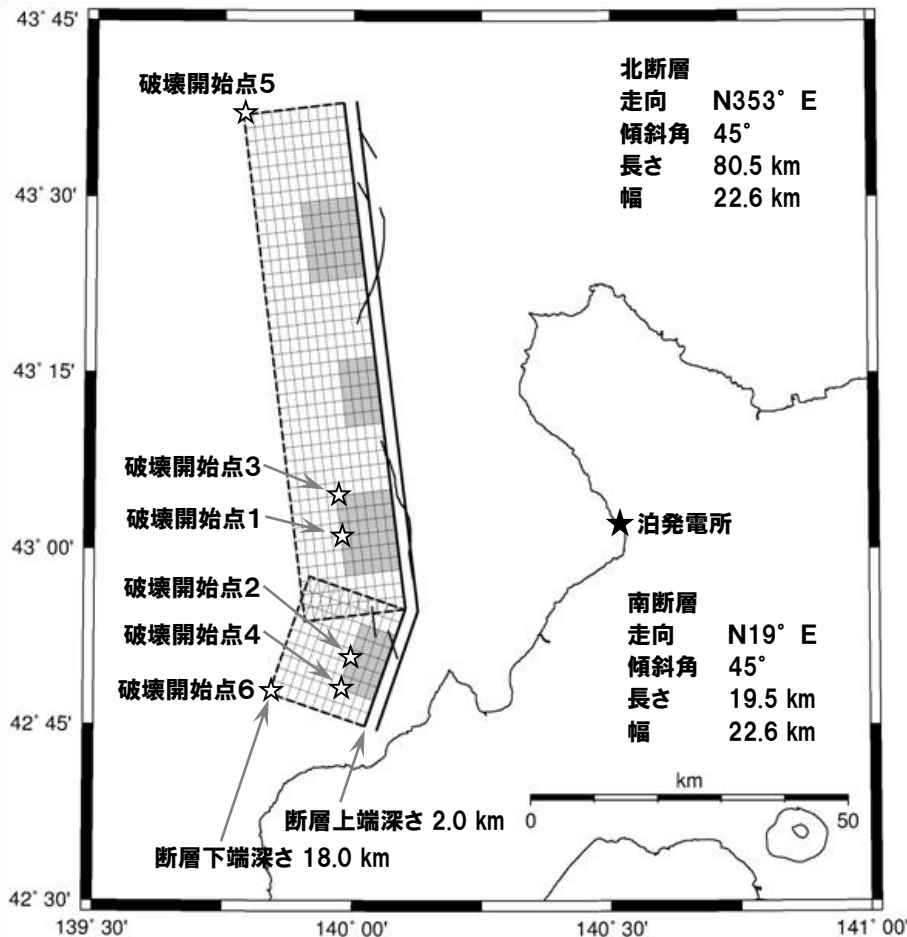 43° 45'
破壊開始点5
北断層
走向 N353° E
傾斜角 45°
長さ 80.5 km
幅 22.6 km
43° 30'
43° 15'
破壊開始点3
破壊開始点1
泊発電所
43° 00'
破壊開始点2
破壊開始点4
破壊開始点6
南断層
走向 N19° E
傾斜角 45°
長さ 19.5 km
幅 22.6 km
42° 45'
km
0 50
断層上端深さ 2.0 km
断層下端深さ 18.0 km
42° 30'
139° 30' 140° 00' 140° 30' 141° 00'